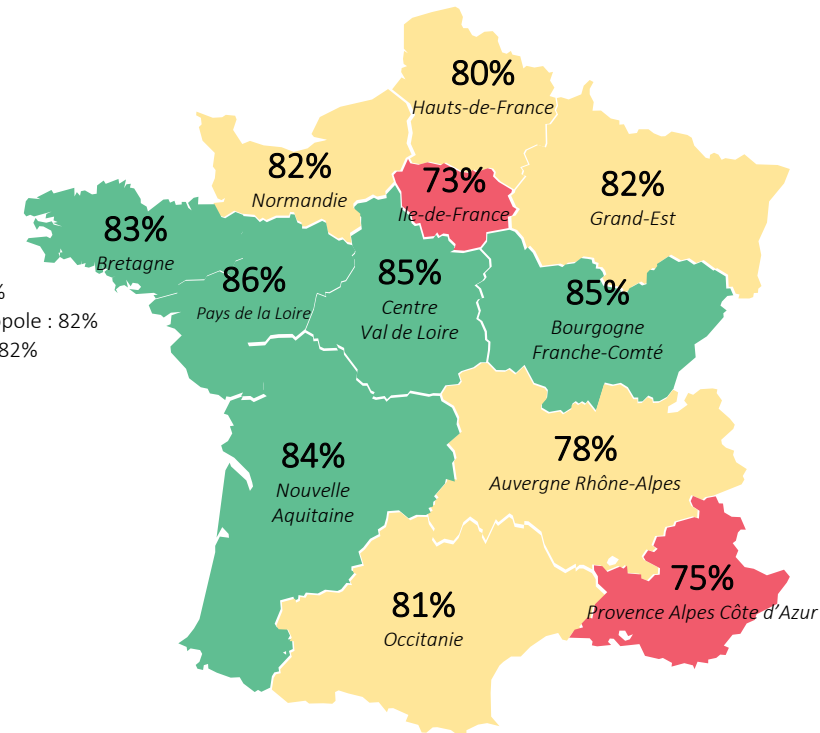 80%
Hauts-de-France
82%
Normandie
73%
Ile-de-France
82%
Grand-Est
83%
Bretagne
86%
Pays de la Loire
85%
Centre
Val de Loire
85%
Bourgogne
Franche-Comté
%
: 82%
82%
84%
Nouvelle
Aquitaine
78%
Auvergne Rhône-Alpes
75%
Provence Alpes Côte d’Azur
81%
Occitanie